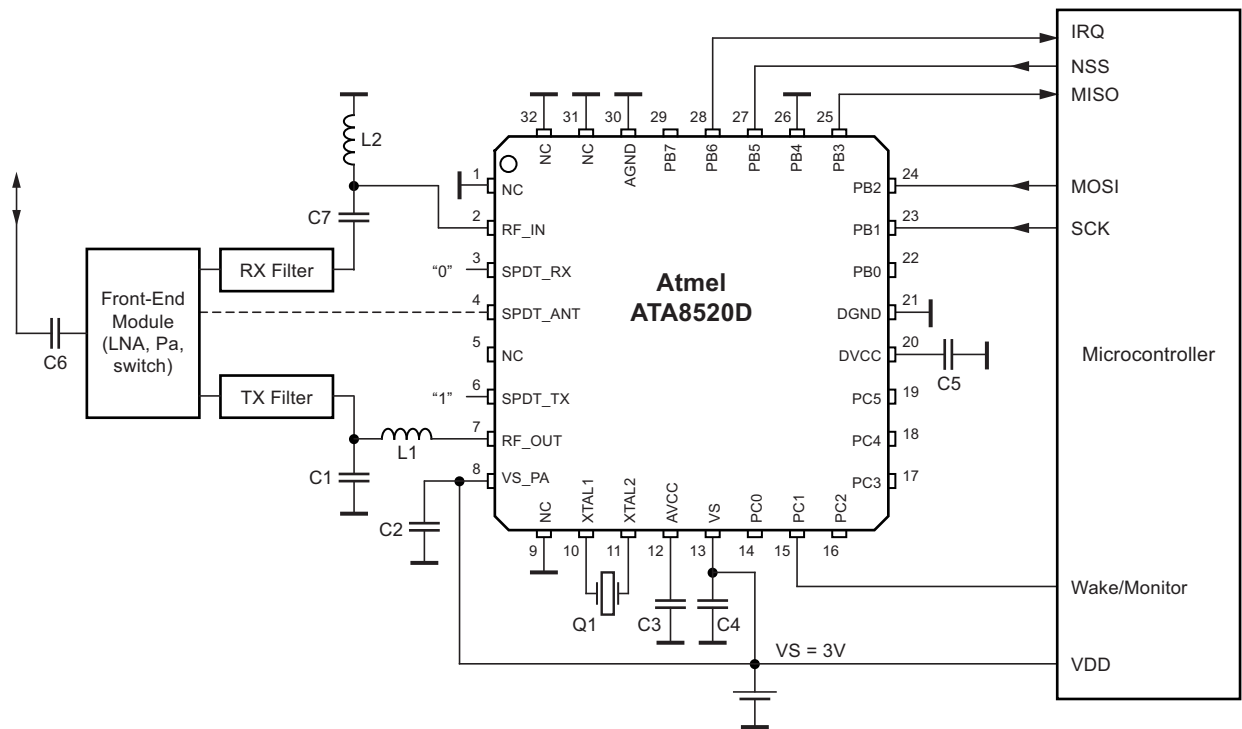 IRQ
NSS
MISO
MOSI
SCK
Microcontroller
Wake/Monitor
VDD
32
31
30
29
28
27
26
25
NC
NC
AGND
PB7
PB6
PB5
PB4
PB3
L2
C7
RX Filter
Front-End
Module
(LNA, Pa,
switch)
C6
TX Filter
L1
C1
C2
1
NC
2
RF_IN
"0"
3
SPDT_RX
4
SPDT_ANT
5
NC
"1"
6
SPDT_TX
7
RF_OUT
8
VS_PA
Atmel
ATA8520D
PB2
24
PB1
23
PB0
22
DGND
21
DVCC
20
C5
PC5
19
PC4
18
PC3
17
NC
XTAL1
XTAL2
AVCC
VS
PC0
PC1
PC2
9
10
11
12
13
14
15
16
Q1
C3
C4
VS = 3V